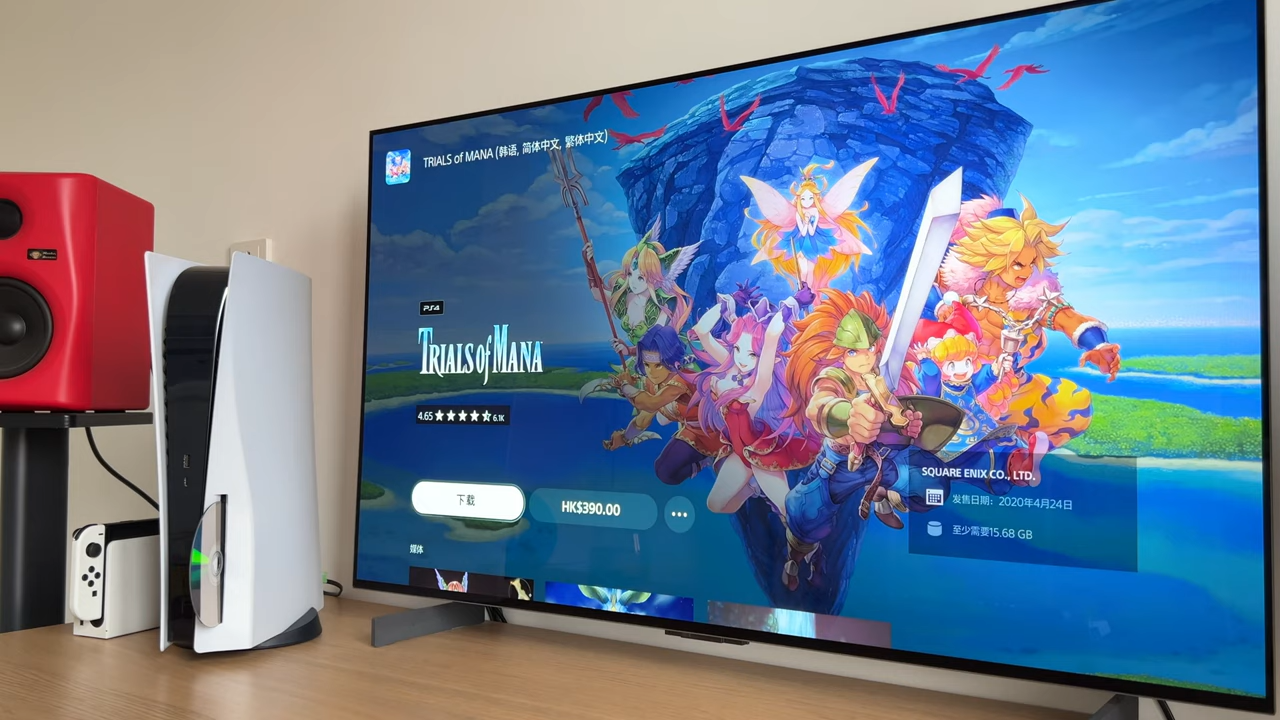 TRIALS of MANA (韩语, 简体中文, 繁体中文)
PS4
TRIALS of MANA
4.65 6.1K
下载
HK$390.00
SQUARE ENIX CO., LTD.
发售日期: 2020年4月24日
至少需要15.68 GB
媒体